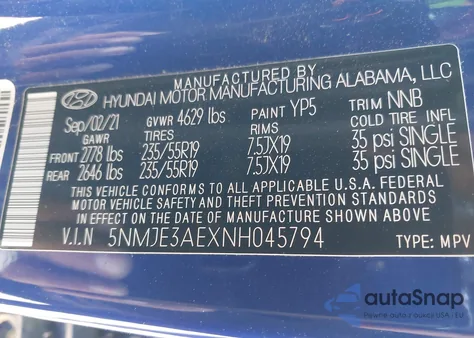 MANUFACTURED BY
HYUNDAI MOTOR MANUFACTURING ALABAMA, LLC
Sep/02/21 GVWR 4629 lbs PAINT YP5 TRIM NNB
GAWR TIRES RIMS COLD TIRE INFL
FRONT 2778 lbs 235/55R19 7.5JX19 35 psi SINGLE
REAR 2646 lbs 235/55R19 7.5JX19 35 psi SINGLE
THIS VEHICLE CONFORMS TO ALL APPLICABLE U.S.A. FEDERAL
MOTOR VEHICLE SAFETY AND THEFT PREVENTION STANDARDS
IN EFFECT ON THE DATE OF MANUFACTURE SHOWN ABOVE.
V.I.N 5NMJE3AEXNH045794 TYPE: MPV
autoSnap